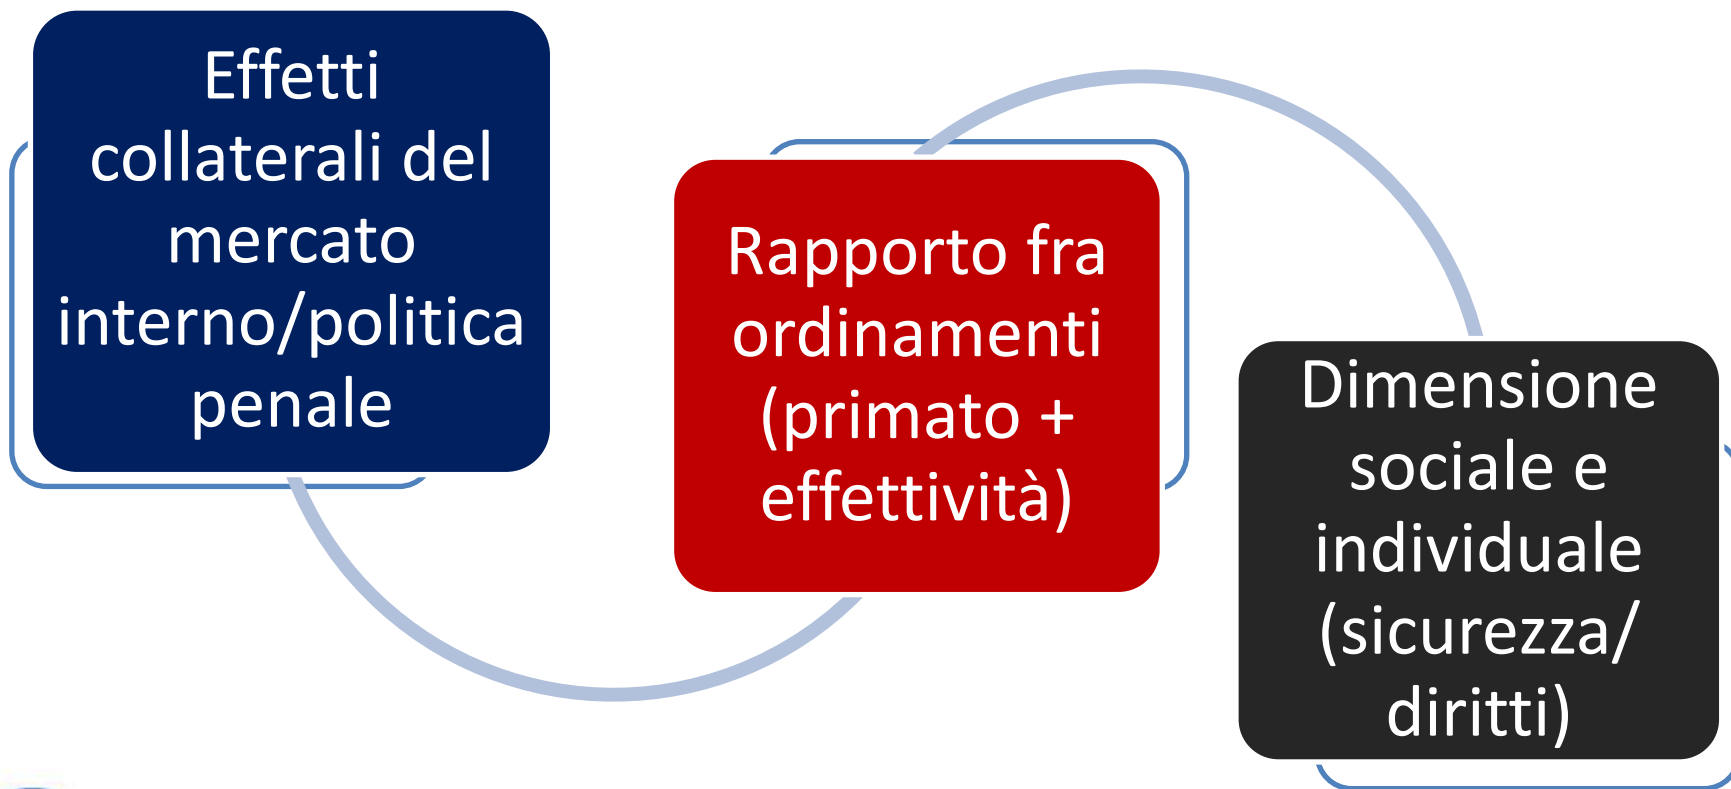 Effetti
collaterali del
mercato
interno/politica
penale
Rapporto fra
ordinamenti
(primato +
effettività)
Dimensione
sociale e
individuale
(sicurezza/
diritti)